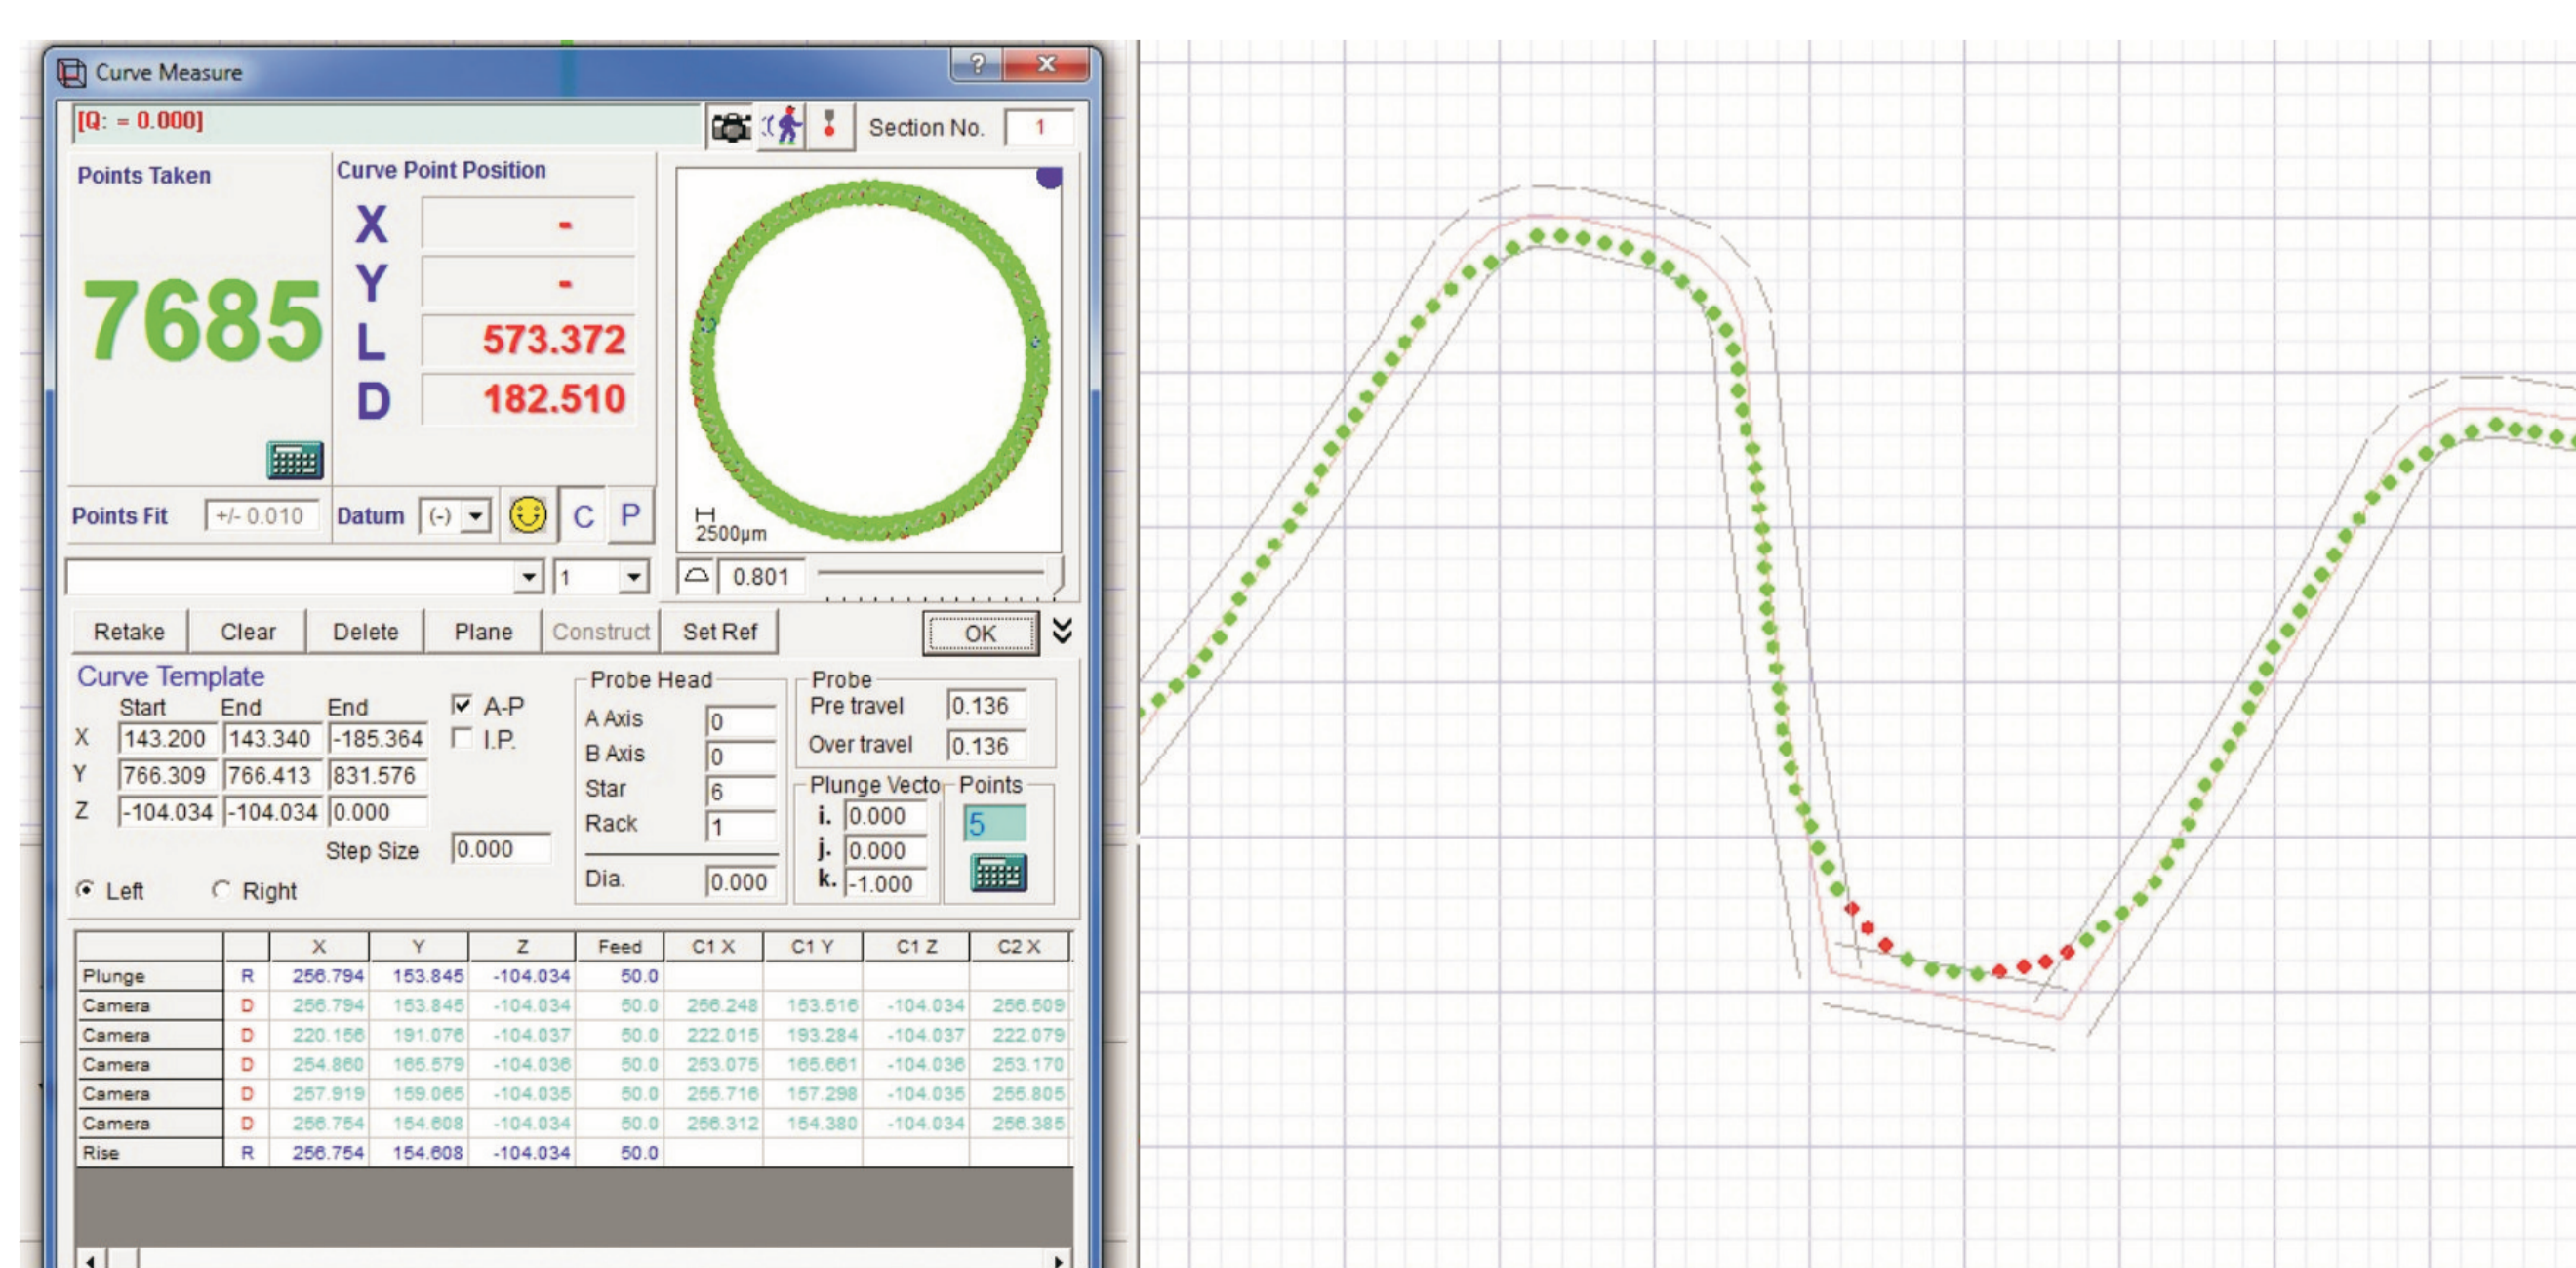 Curve Measure
[Q: = 0.000]
Section No. 1
Points Taken
7685
Curve Point Position
X -
Y -
L 573.372
D 182.510
2500µm
Points Fit +/- 0.010 Datum (-) C P
1
0.801
Retake Clear Delete Plane Construct Set Ref OK
Curve Template
Start End End
X 143.200 143.340 -185.364
Y 766.309 766.413 831.576
Z -104.034 -104.034 0.000
A-P
I.P.
Step Size 0.000
Left Right
Probe Head
A Axis 0
B Axis 0
Star 6
Rack 1
Dia. 0.000
Probe
Pre travel 0.136
Over travel 0.136
Plunge Vecto
i. 0.000
j. 0.000
k. -1.000
Points
5
X Y Z Feed C1 X C1 Y C1 Z C2 X
Plunge R 256.794 153.845 -104.034 50.0
Camera D 256.794 153.845 -104.034 50.0 256.248 153.516 -104.034 256.509
Camera D 220.156 191.076 -104.037 50.0 222.015 193.284 -104.037 222.079
Camera D 254.860 165.579 -104.036 50.0 253.075 165.661 -104.036 253.170
Camera D 257.919 159.065 -104.035 50.0 255.716 157.298 -104.035 255.805
Camera D 256.754 154.608 -104.034 50.0 256.312 154.380 -104.034 256.385
Rise R 256.754 154.608 -104.034 50.0